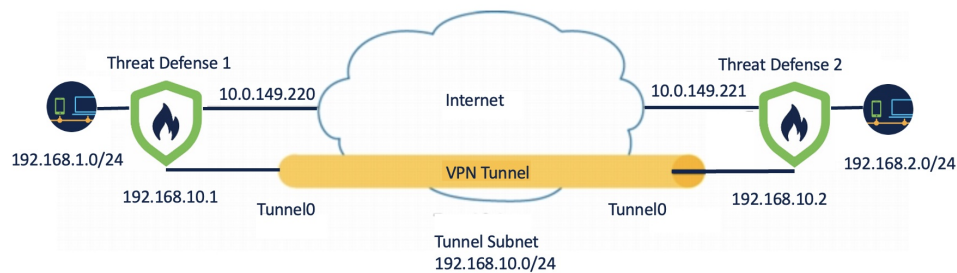 Threat Defense 1
Threat Defense 2
10.0.149.220
Internet
10.0.149.221
192.168.1.0/24
192.168.2.0/24
VPN Tunnel
192.168.10.1
192.168.10.2
Tunnel0
Tunnel0
Tunnel Subnet
192.168.10.0/24